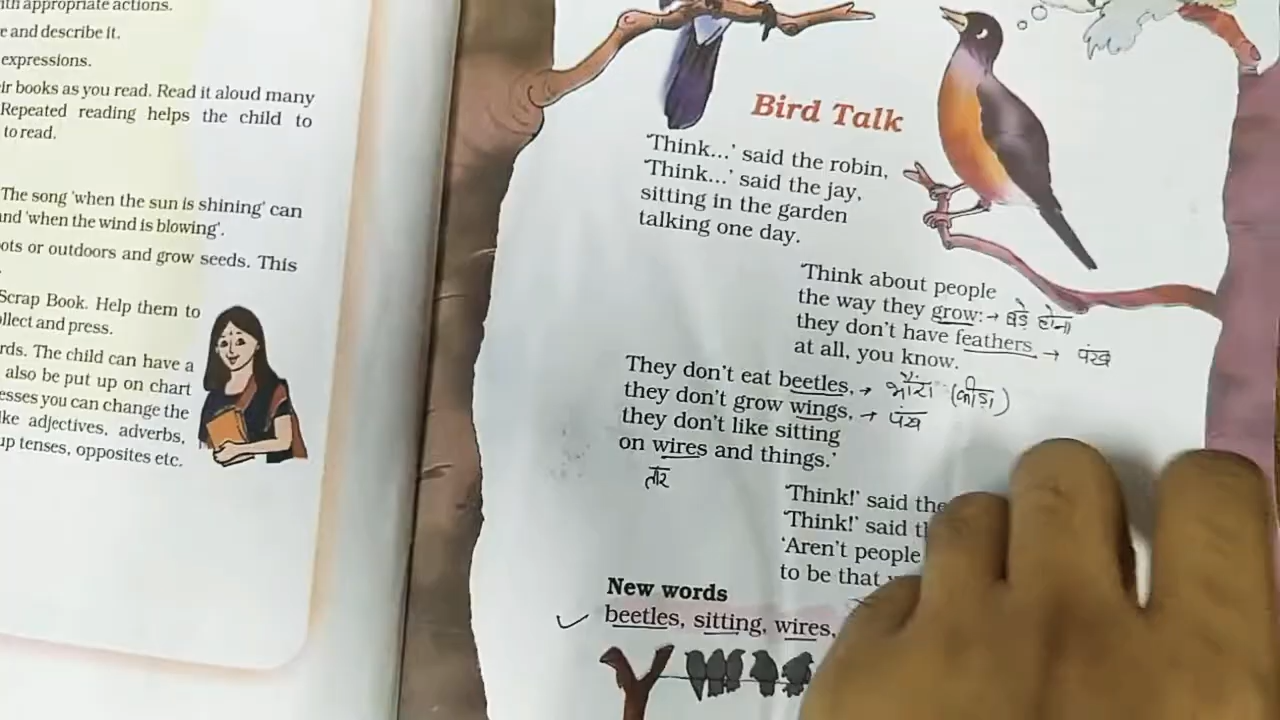 ith appropriate actions.
e and describe it.
expressions.
ir books as you read. Read it aloud many
Repeated reading helps the child to
to read.
The song 'when the sun is shining' can
and 'when the wind is blowing'.
ots or outdoors and grow seeds. This
Scrap Book. Help them to
llect and press.
rds. The child can have a
also be put up on chart
esses you can change the
ke adjectives, adverbs,
up tenses, opposites etc.
Bird Talk
'Think...' said the robin,
'Think...' said the jay,
sitting in the garden
talking one day.
'Think about people
the way they grow: → बड़े होना
they don't have feathers → पंख
at all, you know.
They don't eat beetles, → भौंरा (कीड़ा)
they don't grow wings, → पंख
they don't like sitting
on wires and things.'
तार
'Think!' said the
'Think!' said t
'Aren't people
to be that
New words
beetles, sitting, wires,